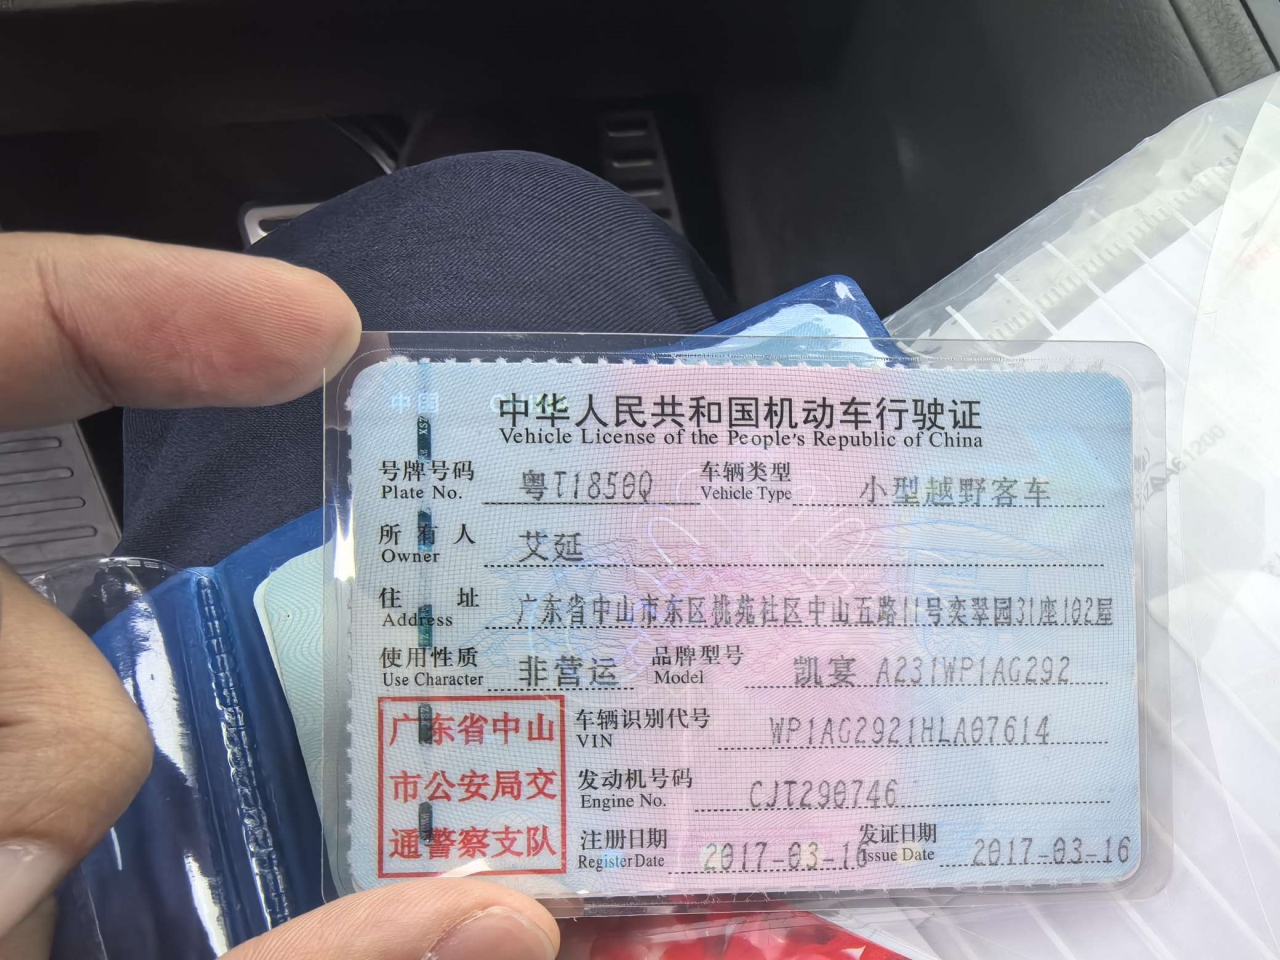 中国
中华人民共和国机动车行驶证
Vehicle License of the People's Republic of China
号牌号码 粤T1850Q 车辆类型 小型越野客车
Plate No. Vehicle Type
所有人 艾延
Owner
住址 广东省中山市东区桃苑社区中山五路11号奕翠园31座102屋
Address
使用性质 非营运 品牌型号 凯宴 A231WP1AG292
Use Character Model
广东省中山
市公安局交
通警察支队
车辆识别代号 WP1AG2921HLA07614
VIN
发动机号码 CJT290746
Engine No.
注册日期 2017-03-16 发证日期 2017-03-16
Register Date Issue Date